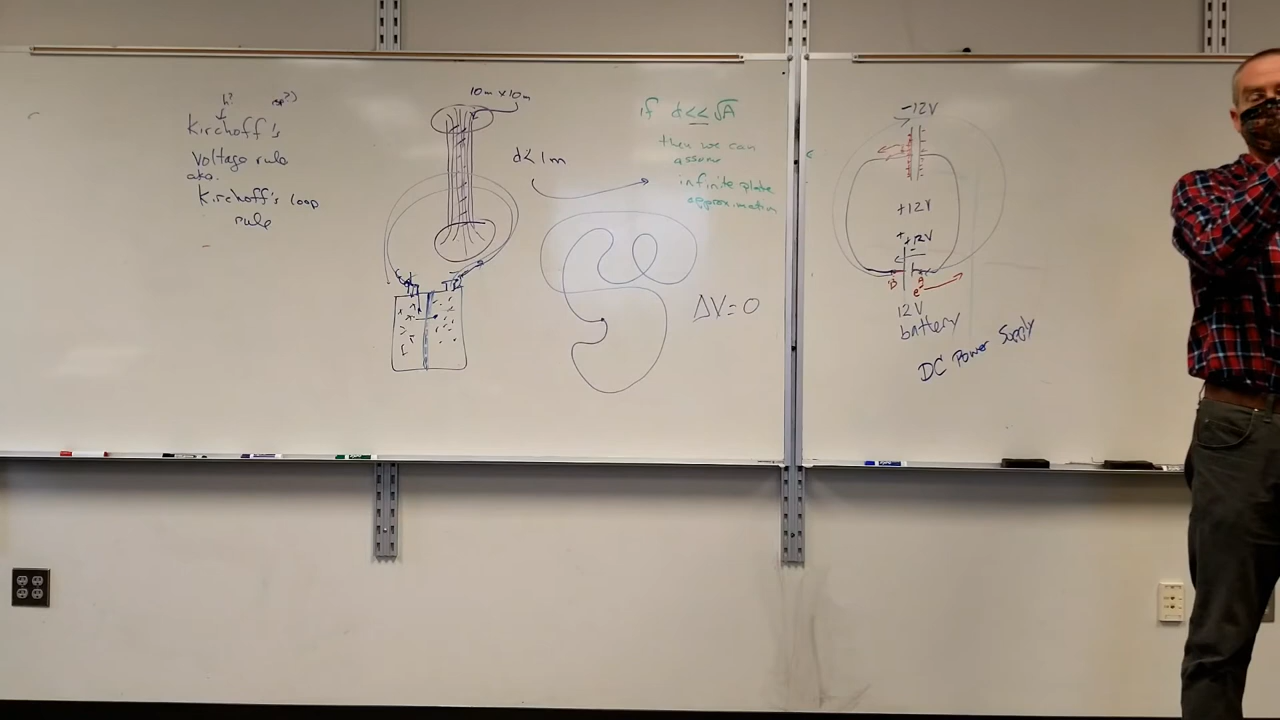 h?
sp?)
Kirchoff's
Voltage rule
aka.
Kirchoff's loop
rule
10m x 10m
d< 1m
if d << √A
then we can
assume
infinite plate
approximation
ΔV = 0
-12V
+12V
+12V
B
A
e⁻
12V
battery
DC Power Supply